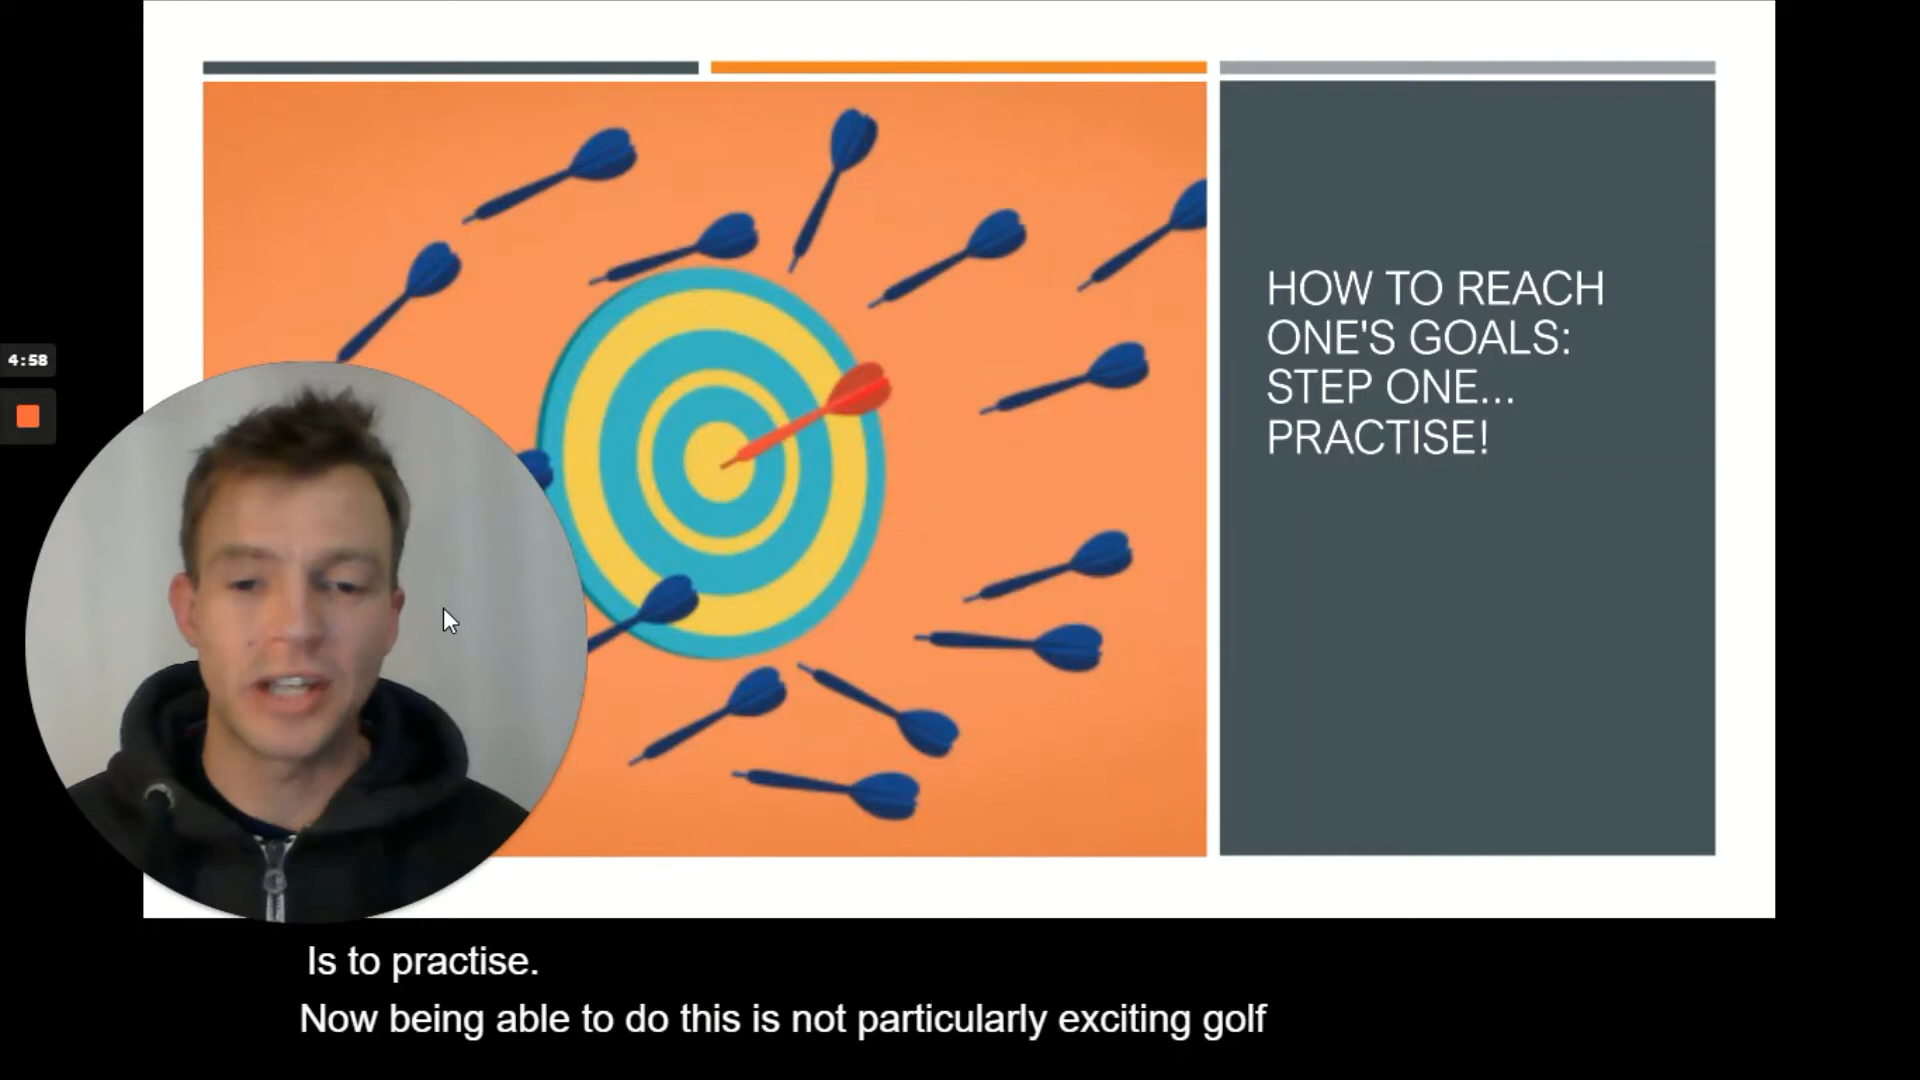 HOW TO REACH
ONE'S GOALS:
STEP ONE...
PRACTISE!
4:58
Is to practise.
Now being able to do this is not particularly exciting golf